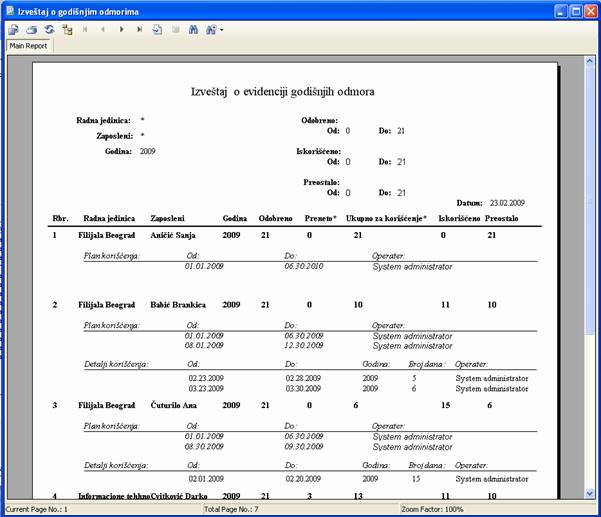 Izveštaj o godišnjim odmorima
Main Report
Izveštaj o evidenciji godišnjih odmora
Radna jedinica: * Odobreno:
Od: 0 Do: 21
Zaposleni: *
Godina: 2009 Iskorišćeno:
Od: 0 Do: 21
Preostalo:
Od: 0 Do: 21
Datum: 23.02.2009
Rbr. Radna jedinica Zaposleni Godina Odobreno Preneto* Ukupno za korišćenje* Iskorišćeno Preostalo
1 Filijala Beograd Aničić Sanja 2009 21 0 21 0 21
Plan korišćenja: Od: Do: Operater:
01.01.2009 06.30.2010 System administrator
2 Filijala Beograd Babić Brankica 2009 21 0 10 11 10
Plan korišćenja: Od: Do: Operater:
01.01.2009 06.30.2009 System administrator
08.01.2009 12.30.2009 System administrator
Detalji korišćenja: Od: Do: Godina: Broj dana: Operater:
02.23.2009 02.28.2009 2009 5 System administrator
03.23.2009 03.30.2009 2009 6 System administrator
3 Filijala Beograd Čuturilo Ana 2009 21 0 6 15 6
Plan korišćenja: Od: Do: Operater:
01.01.2009 06.30.2009 System administrator
08.30.2009 09.30.2009 System administrator
Detalji korišćenja: Od: Do: Godina: Broj dana: Operater:
02.01.2009 02.20.2009 2009 15 System administrator
4 Informacione tehno Cvitković Darko 2009 21 3 13 11 10
Current Page No.: 1 Total Page No.: 7 Zoom Factor: 100%